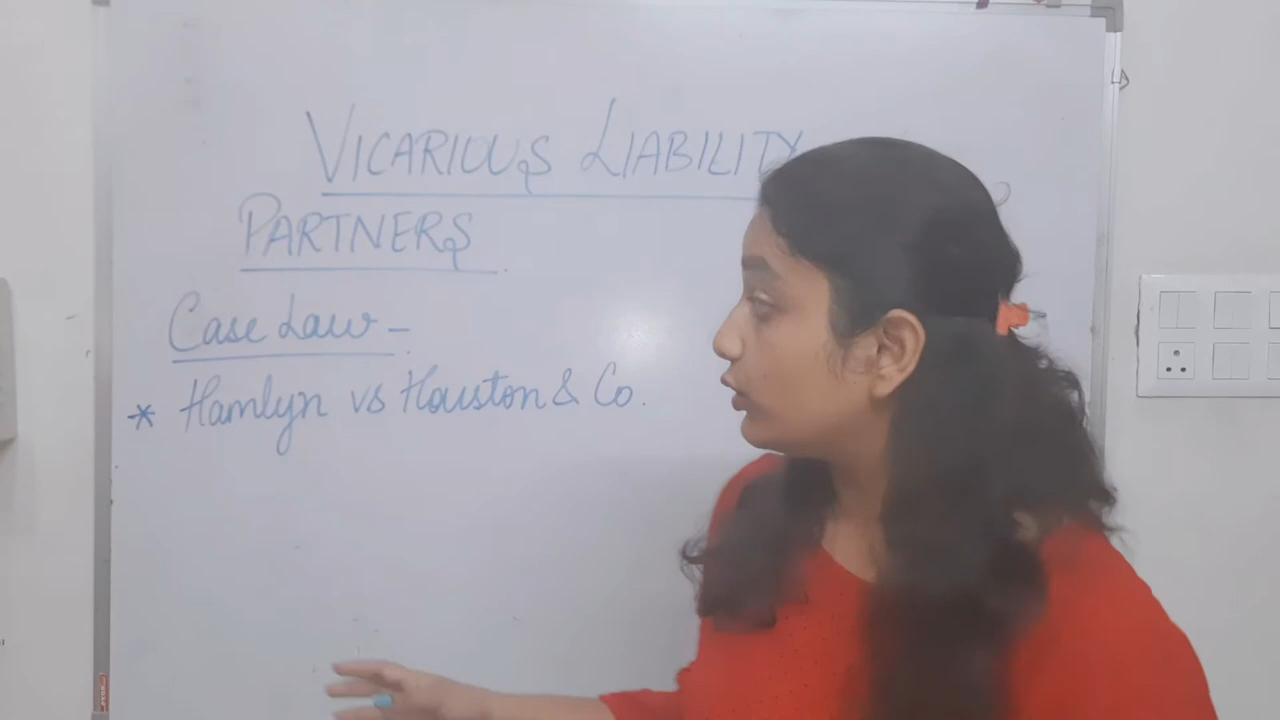 VICARIOUS LIABILITY
PARTNERS
Case Law -
* Hamlyn vs Houston & Co.